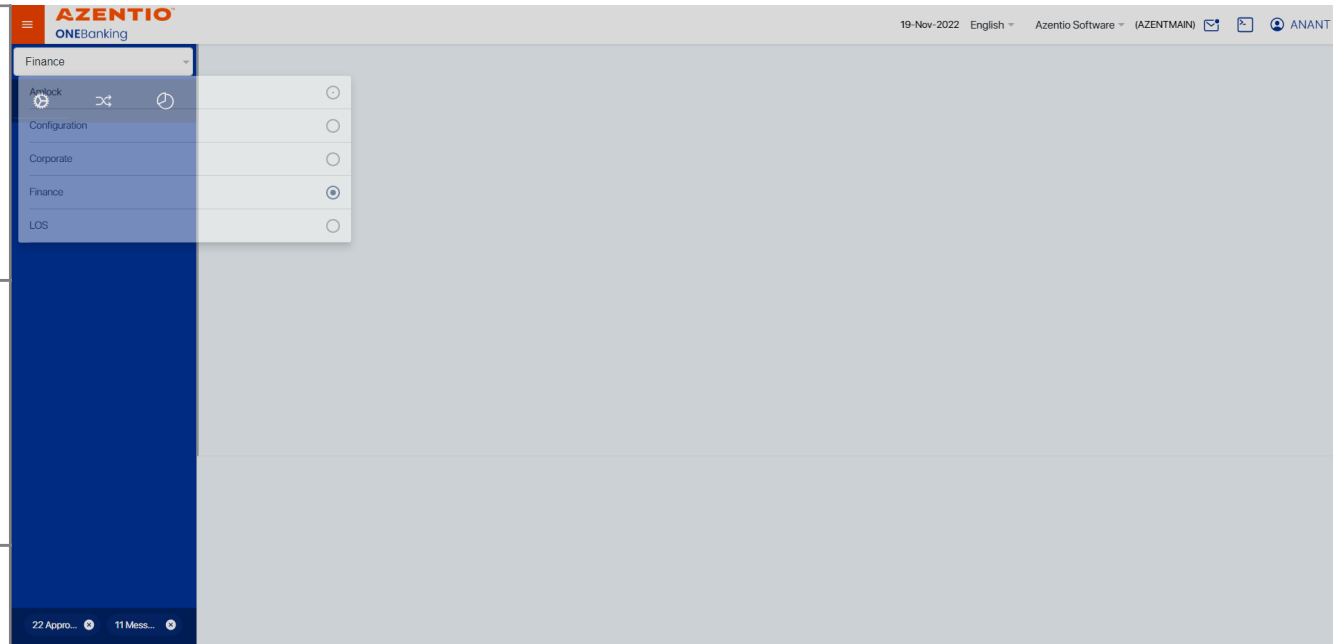 AZENTIO™
ONEBanking
19-Nov-2022 English Azentio Software (AZENTMAIN) ANANT
Finance
Amlock
Configuration
Corporate
Finance
LOS
22 Appro... 11 Mess...